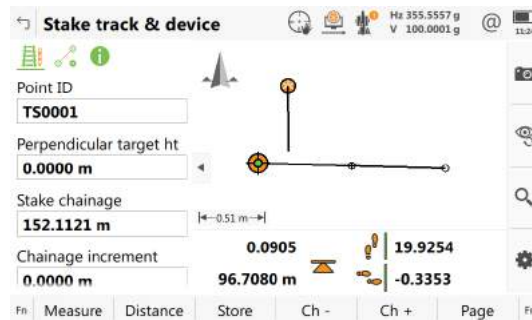 Stake track & device
Hz 355.5557 g
V 100.0001 g
@
Point ID
TS0001
Perpendicular target ht
0.0000 m
Stake chainage
152.1121 m
Chainage increment
0.0000 m
0.51 m
0.0905
19.9254
96.7080 m
-0.3353
Fn Measure Distance Store Ch - Ch + Page